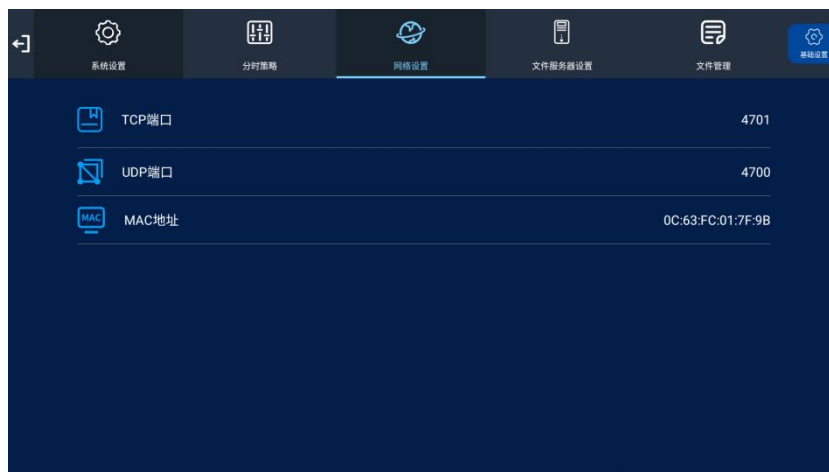 系统设置
分时策略
网络设置
文件服务器设置
文件管理
基础设置
TCP端口 4701
UDP端口 4700
MAC MAC地址 0C:63:FC:01:7F:9B